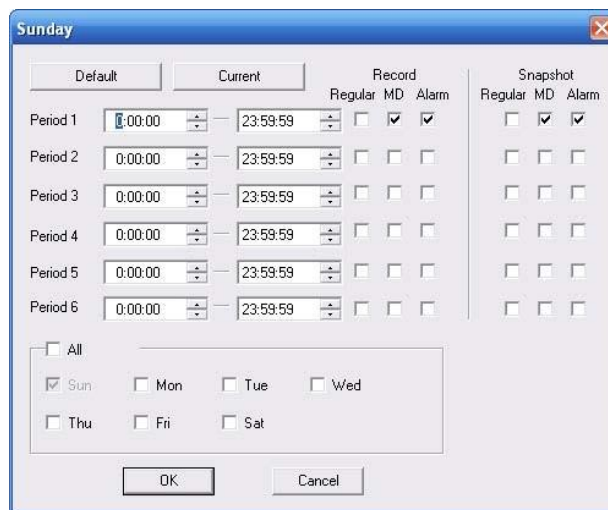 Sunday
Default Current Record Snapshot
Regular MD Alarm Regular MD Alarm
Period 1 0:00:00 — 23:59:59
Period 2 0:00:00 — 23:59:59
Period 3 0:00:00 — 23:59:59
Period 4 0:00:00 — 23:59:59
Period 5 0:00:00 — 23:59:59
Period 6 0:00:00 — 23:59:59
All
Sun Mon Tue Wed
Thu Fri Sat
OK Cancel